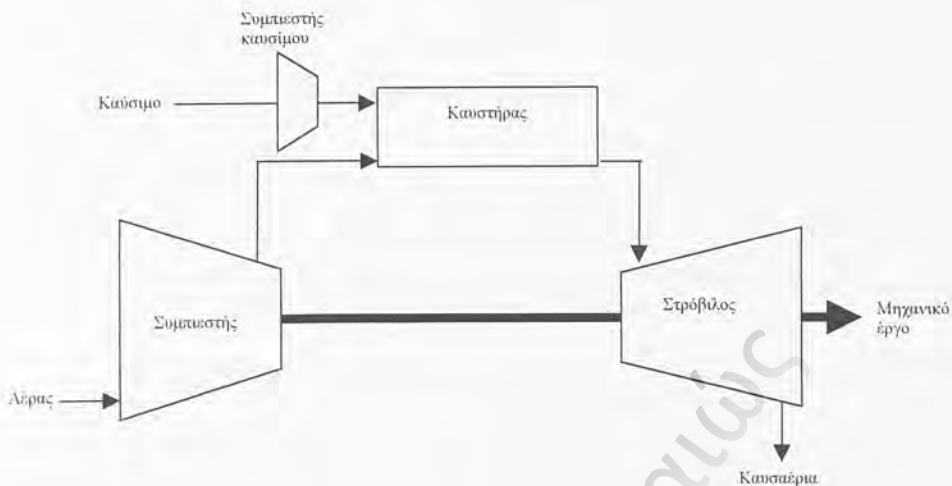 Συμπιεστής
καυσίμου
Καύσιμο
Καυστήρας
Συμπιεστής
Στρόβιλος
Μηχανικό
έργο
Αέρας
Καυσαέρια